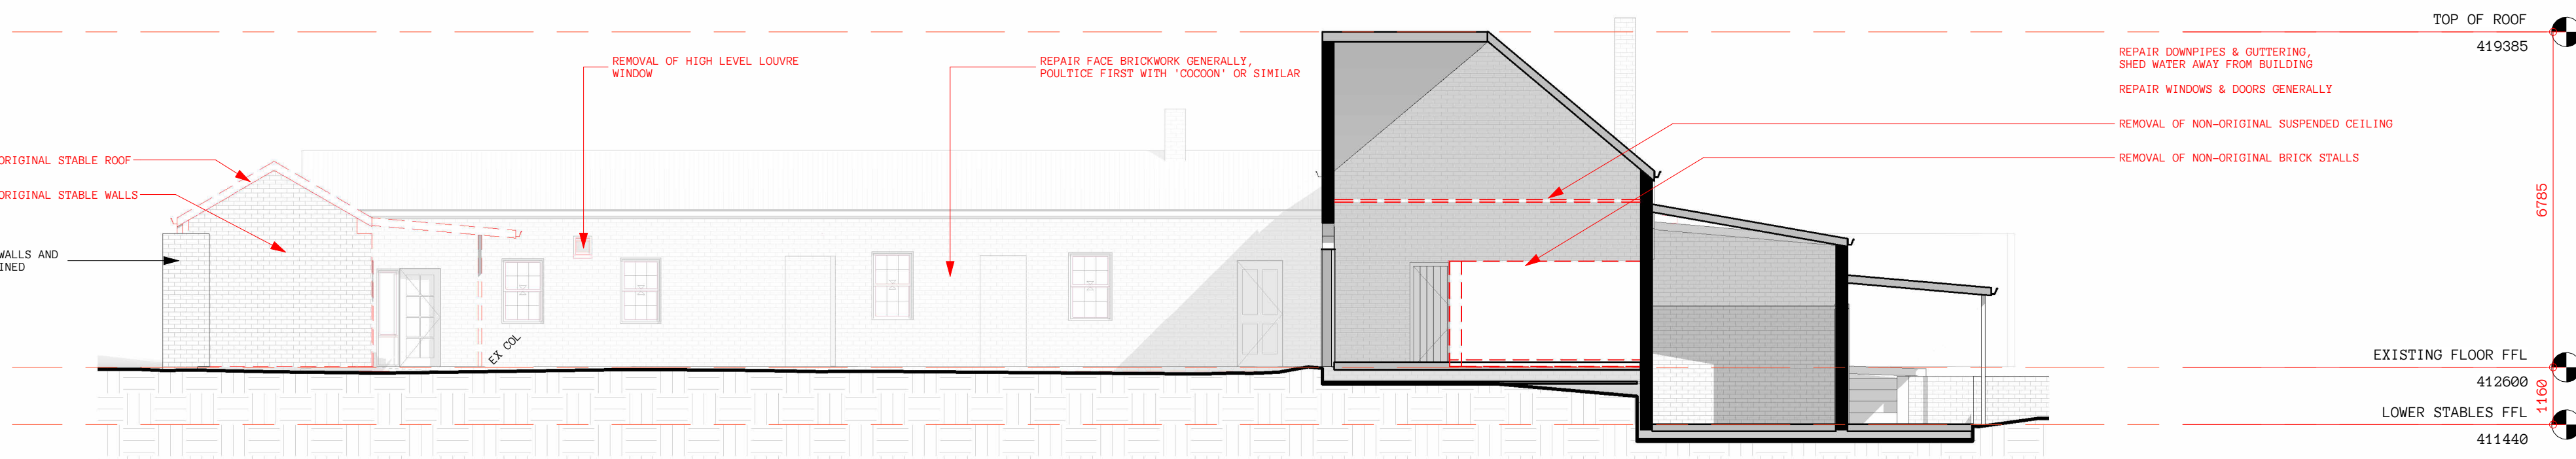 TOP OF ROOF
419385
REPAIR DOWNPIPES & GUTTERING,
SHED WATER AWAY FROM BUILDING
REPAIR WINDOWS & DOORS GENERALLY
REMOVAL OF HIGH LEVEL LOUVRE
WINDOW
REPAIR FACE BRICKWORK GENERALLY,
POULTICE FIRST WITH 'COCOON' OR SIMILAR
REMOVAL OF NON-ORIGINAL SUSPENDED CEILING
REMOVAL OF NON-ORIGINAL BRICK STALLS
ORIGINAL STABLE ROOF
ORIGINAL STABLE WALLS
WALLS AND
INED
EX COL
6785
EXISTING FLOOR FFL
412600
1160
LOWER STABLES FFL
411440